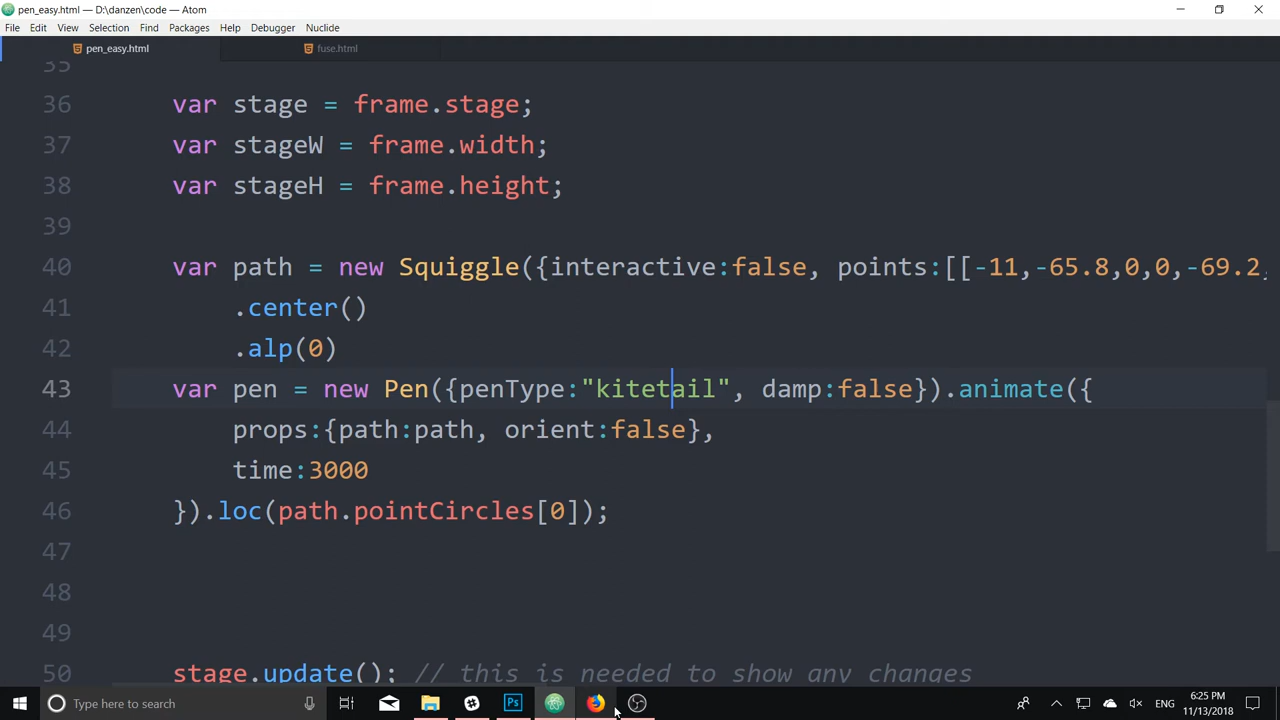 pen_easy.html — D:\danzen\code — Atom
File Edit View Selection Find Packages Help Debugger Nuclide
pen_easy.html fuse.html
35
36 var stage = frame.stage;
37 var stageW = frame.width;
38 var stageH = frame.height;
39
40 var path = new Squiggle({interactive:false, points:[[-11,-65.8,0,0,-69.2,
41 .center()
42 .alp(0)
43 var pen = new Pen({penType:"kitetail", damp:false}).animate({
44 props:{path:path, orient:false},
45 time:3000
46 }).loc(path.pointCircles[0]);
47
48
49
50 stage.update(); // this is needed to show any changes
Type here to search
Ps
ENG
6:25 PM
11/13/2018